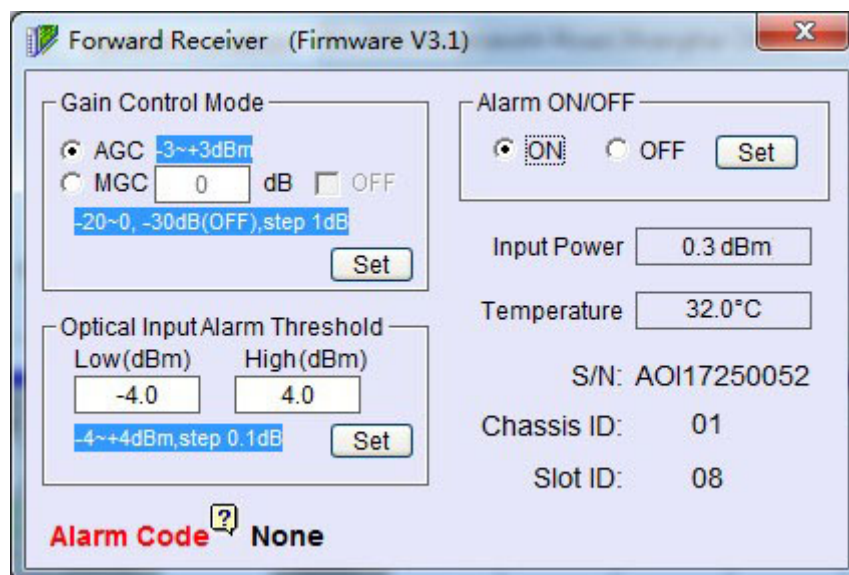 Forward Receiver (Firmware V3.1)
Gain Control Mode
AGC -3~+3dBm
MGC 0 dB OFF
-20~0, -30dB(OFF),step 1dB
Set
Optical Input Alarm Threshold
Low(dBm) High(dBm)
-4.0 4.0
-4~+4dBm,step 0.1dB Set
Alarm Code ? None
Alarm ON/OFF
ON OFF Set
Input Power 0.3 dBm
Temperature 32.0°C
S/N: AOI17250052
Chassis ID: 01
Slot ID: 08